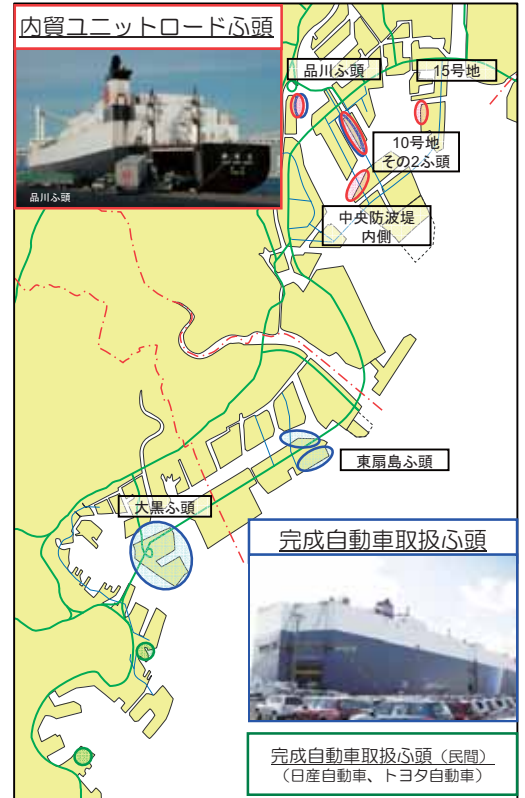 内貿ユニットロードふ頭
品川ふ頭
品川ふ頭
15号地
10号地
その2ふ頭
中央防波堤
内側
東扇島ふ頭
大黒ふ頭
完成自動車取扱ふ頭
完成自動車取扱ふ頭（民間）
（日産自動車、トヨタ自動車）